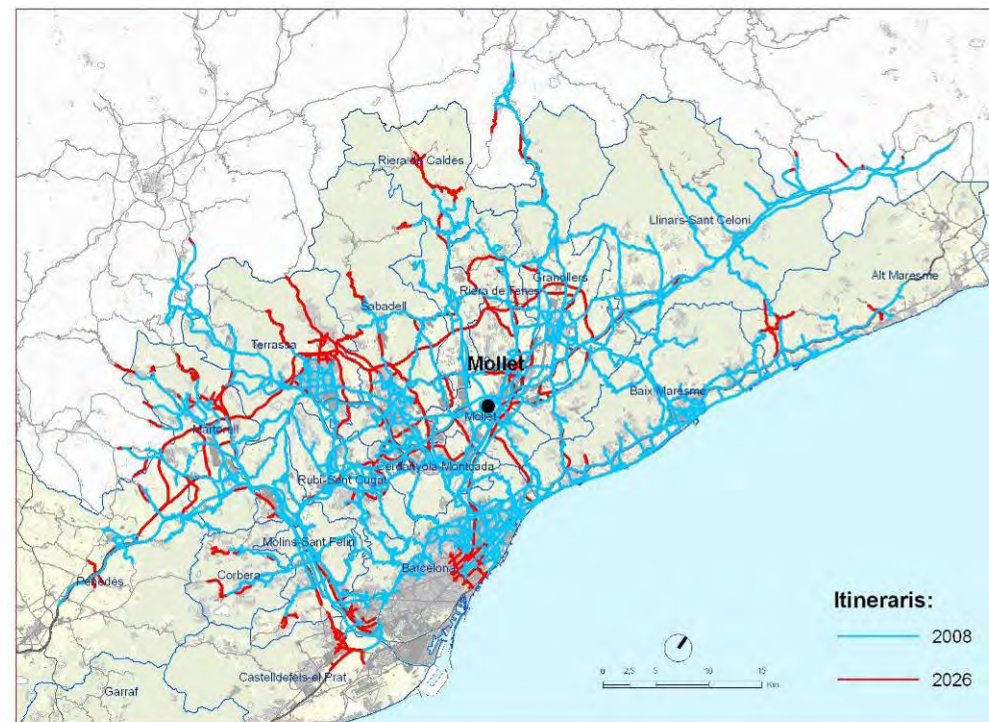 Riera de Caldes
Llinars-Sant Celoni
Granollers
Alt Maresme
Riera de Tenes
Sabadell
Terrassa
Mollet
Baix Maresme
Mollet
Martorell
Cerdanyola-Montcada
Rubí-Sant Cugat
Molins-Sant Feliu
Barcelona
Corbera
Penedès
Castelldefels-el Prat
Garraf
Itineraris:
2008
2026
0 2,5 5 10 15
Km